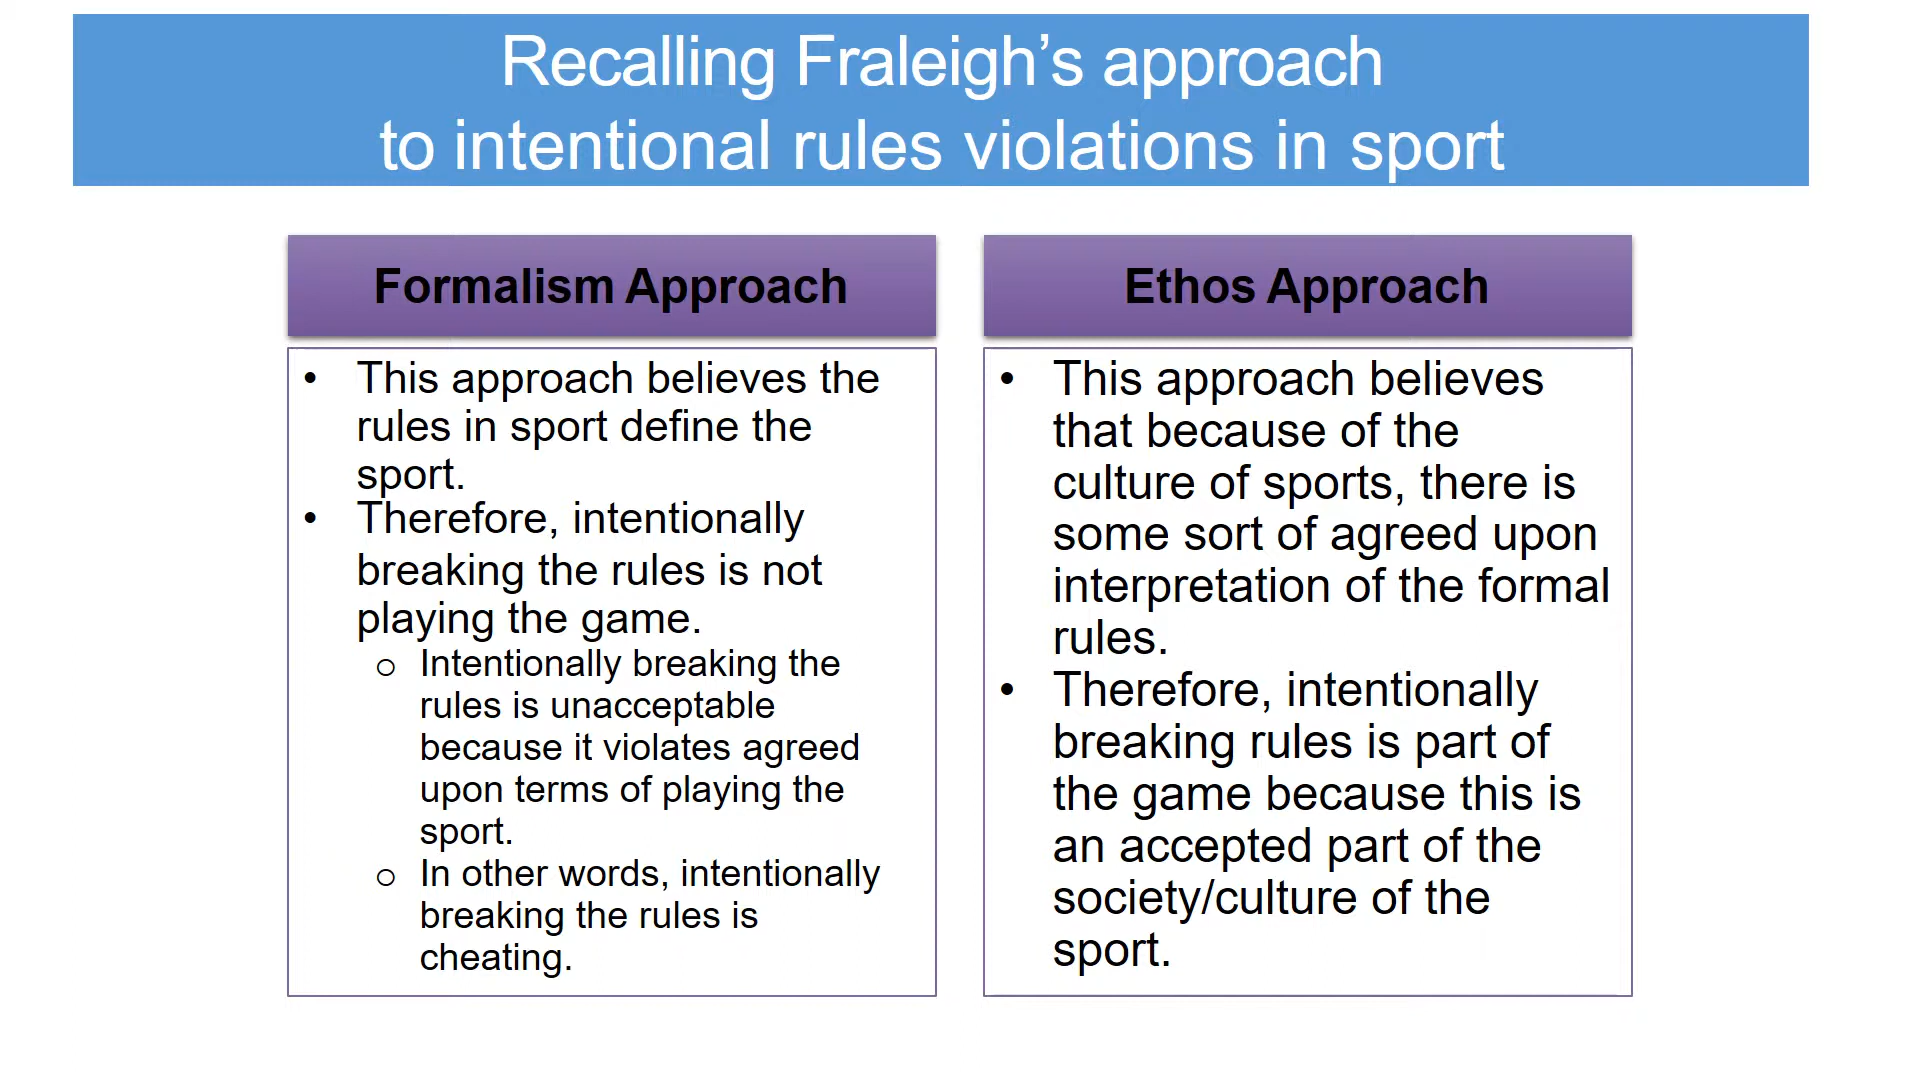 Recalling Fraleigh’s approach
to intentional rules violations in sport
Formalism Approach
• This approach believes the
rules in sport define the
sport.
• Therefore, intentionally
breaking the rules is not
playing the game.
o Intentionally breaking the
rules is unacceptable
because it violates agreed
upon terms of playing the
sport.
o In other words, intentionally
breaking the rules is
cheating.
Ethos Approach
• This approach believes
that because of the
culture of sports, there is
some sort of agreed upon
interpretation of the formal
rules.
• Therefore, intentionally
breaking rules is part of
the game because this is
an accepted part of the
society/culture of the
sport.